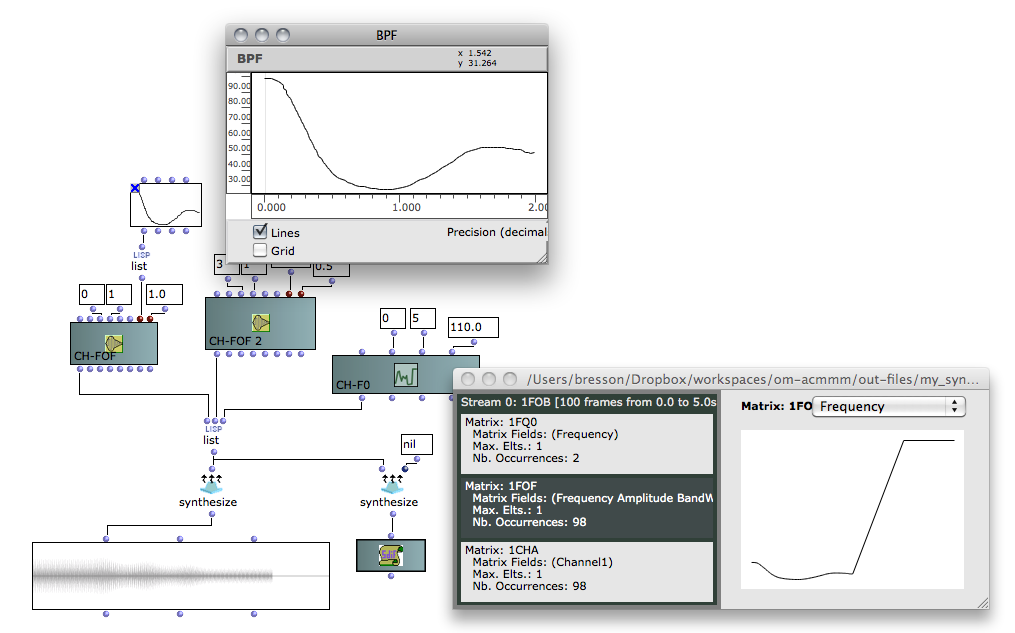 BPF
BPF
x 1.542
y 31.264
90.00
80.00
70.00
60.00
50.00
40.00
30.00
0.000 1.000 2.00
Lines
Grid
Precision (decimal
LISP
list
0 1 1.0
3 1 0.5
CH-FOF
CH-FOF 2
0 5 110.0
CH-F0
LISP
list
nil
synthesize
synthesize
Sdif
/Users/bresson/Dropbox/workspaces/om-acmmm/out-files/my_syn...
Stream 0: 1FOB [100 frames from 0.0 to 5.0s
Matrix: 1FQ0
Matrix Fields: (Frequency)
Max. Elts.: 1
Nb. Occurrences: 2
Matrix: 1FOF
Matrix Fields: (Frequency Amplitude BandW
Max. Elts.: 1
Nb. Occurrences: 98
Matrix: 1CHA
Matrix Fields: (Channel1)
Max. Elts.: 1
Nb. Occurrences: 98
Matrix: 1FO
Frequency